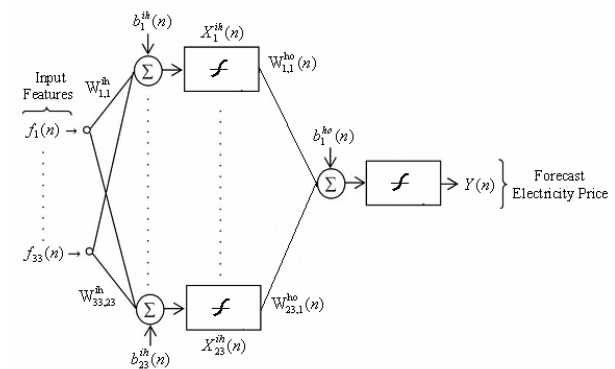 b₁ⁱʰ(n)
X₁ⁱʰ(n)
Input
Features
W₁,₁ⁱʰ
Σ
W₁,₁ʰᵒ(n)
f₁(n)
b₁ʰᵒ(n)
Σ
Y(n)
Forecast
Electricity Price
f₃₃(n)
W₃₃,₂₃ⁱʰ
Σ
W₂₃,₁ʰᵒ(n)
b₂₃ⁱʰ(n)
X₂₃ⁱʰ(n)